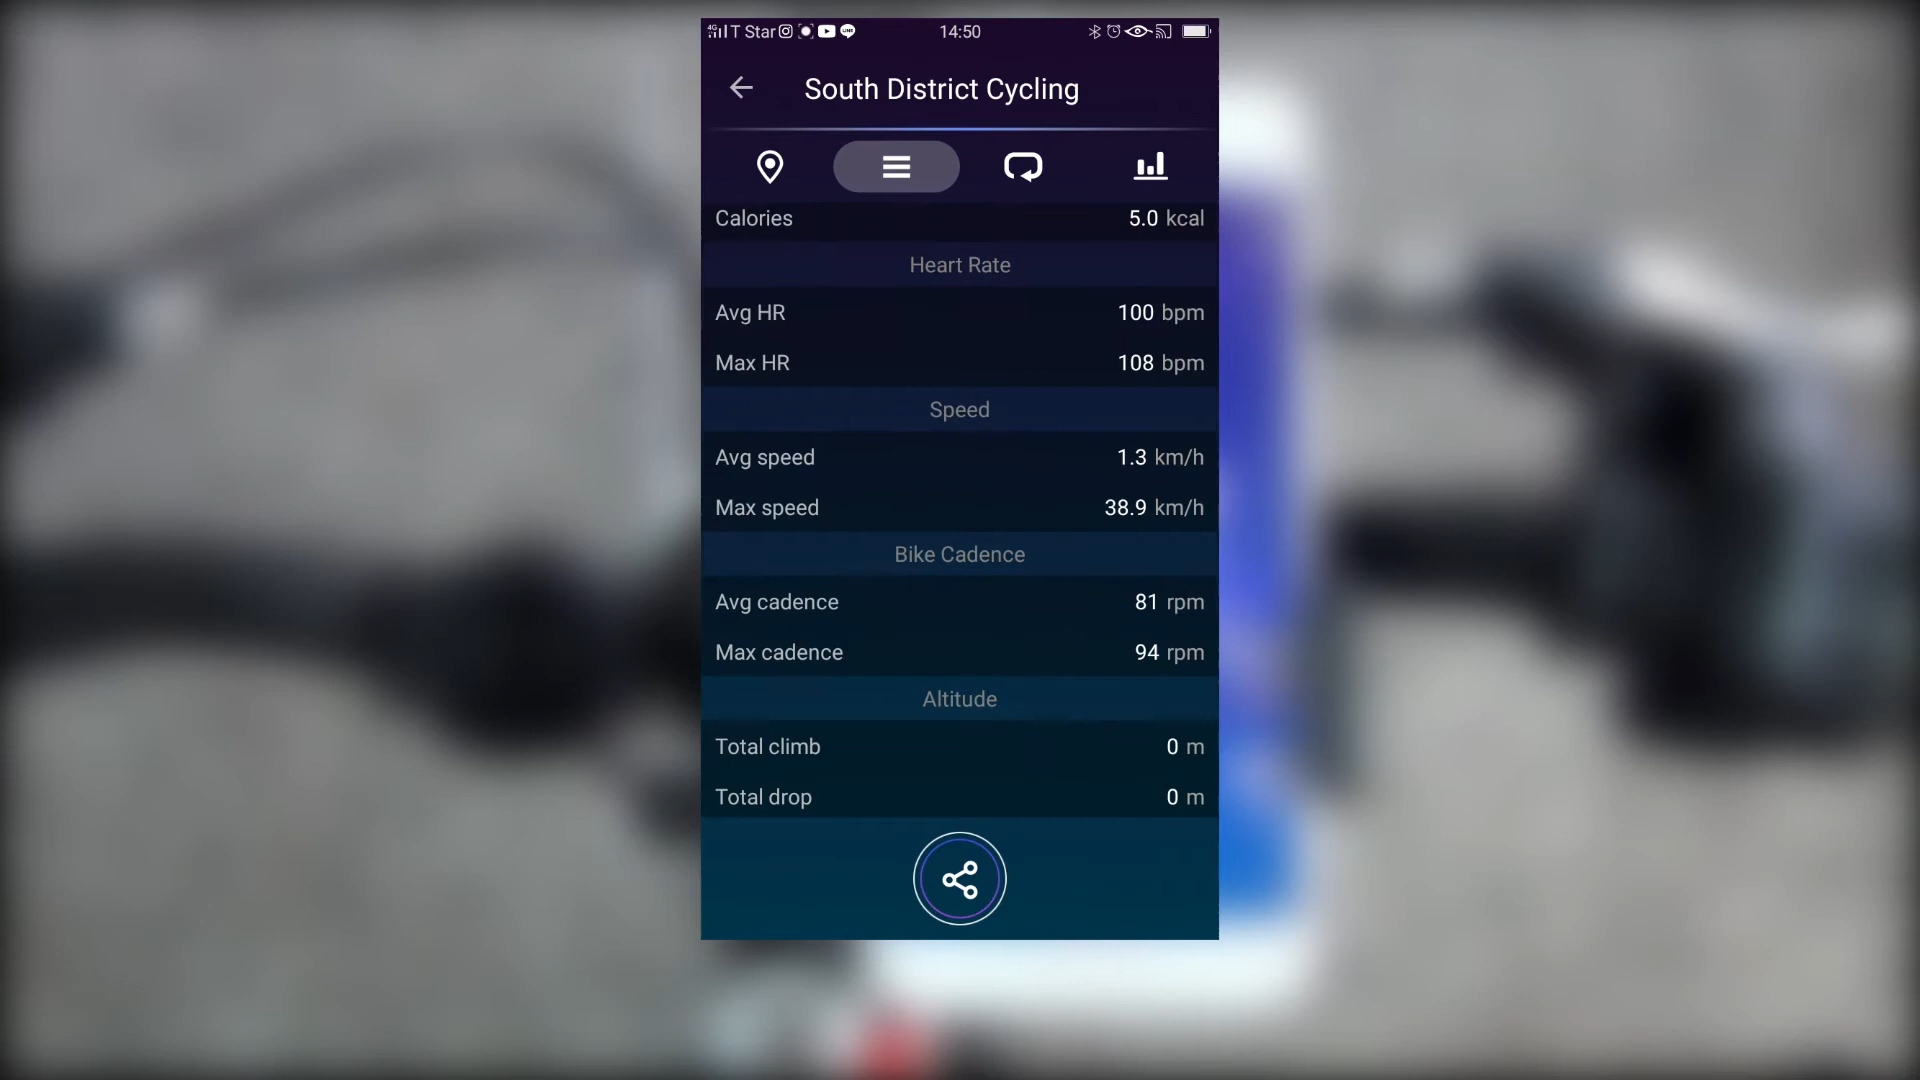 4G T Star 14:50
South District Cycling
Calories 5.0 kcal
Heart Rate
Avg HR 100 bpm
Max HR 108 bpm
Speed
Avg speed 1.3 km/h
Max speed 38.9 km/h
Bike Cadence
Avg cadence 81 rpm
Max cadence 94 rpm
Altitude
Total climb 0 m
Total drop 0 m